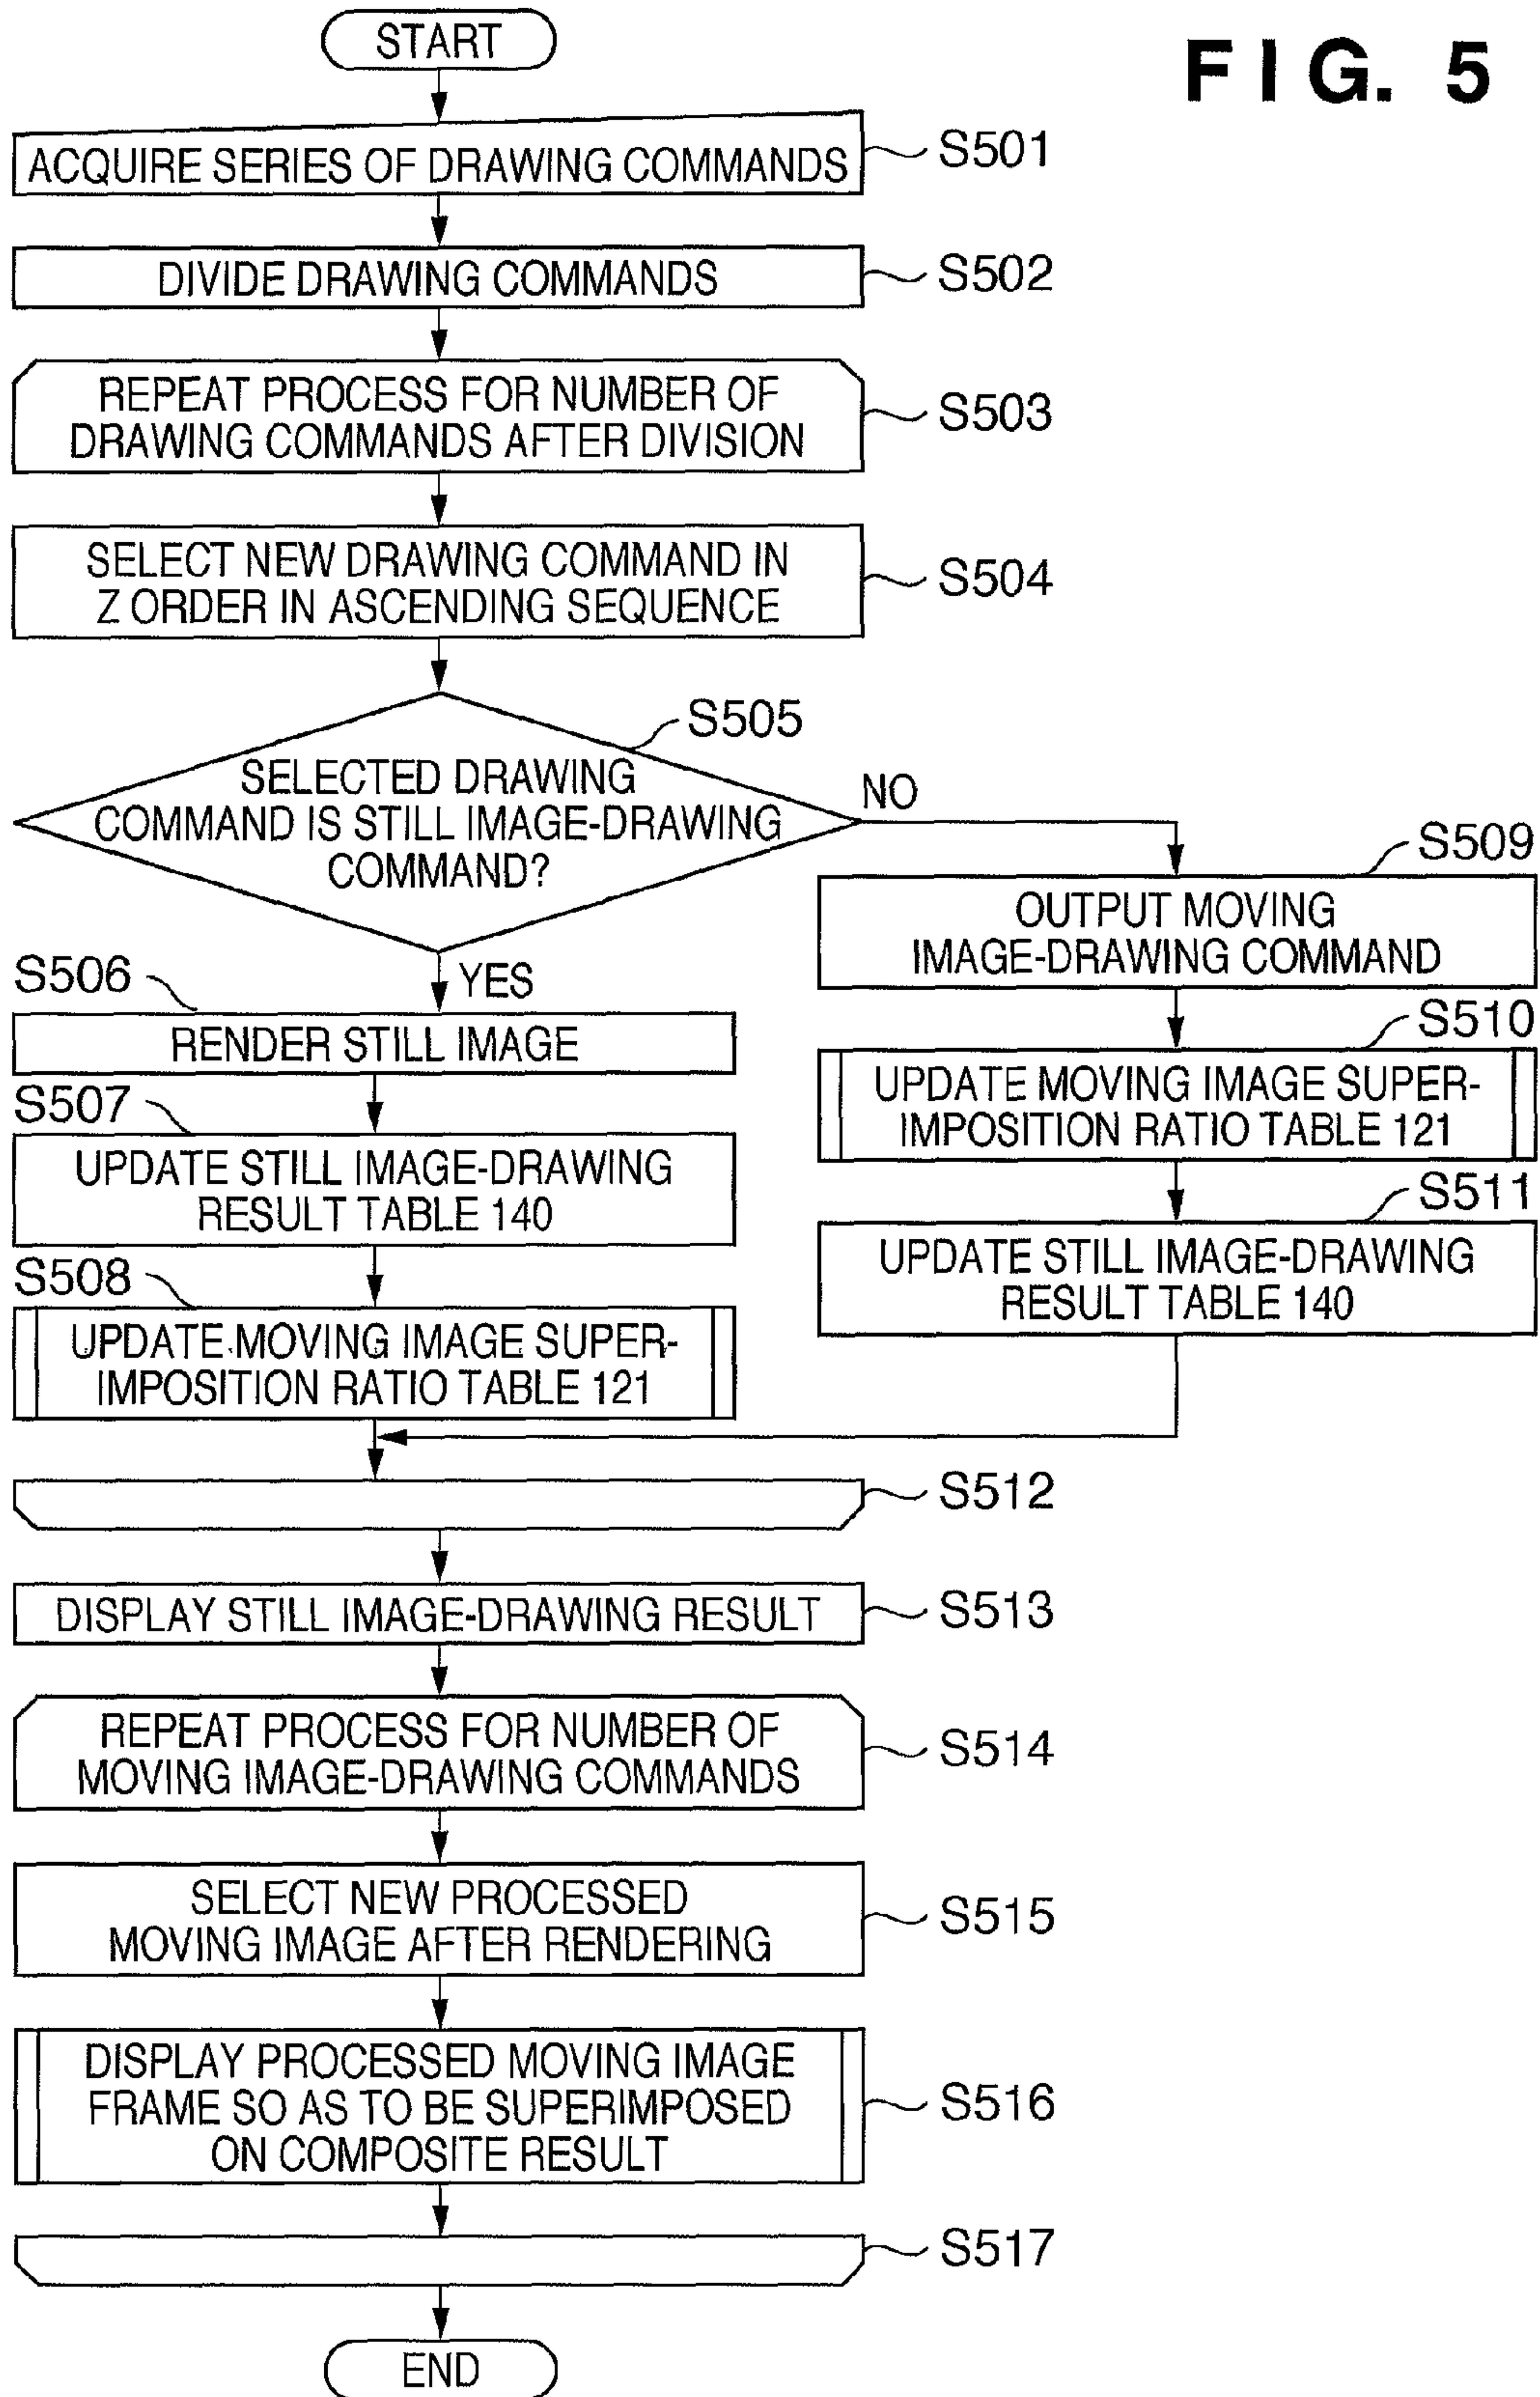 FIG. 5
START
ACQUIRE SERIES OF DRAWING COMMANDS
S501
DIVIDE DRAWING COMMANDS
S502
REPEAT PROCESS FOR NUMBER OF
DRAWING COMMANDS AFTER DIVISION
S503
SELECT NEW DRAWING COMMAND IN
Z ORDER IN ASCENDING SEQUENCE
S504
S505
SELECTED DRAWING
COMMAND IS STILL IMAGE-DRAWING
COMMAND?
NO
YES
S506
RENDER STILL IMAGE
S507
UPDATE STILL IMAGE-DRAWING
RESULT TABLE 140
S508
UPDATE MOVING IMAGE SUPER-
IMPOSITION RATIO TABLE 121
S509
OUTPUT MOVING
IMAGE-DRAWING COMMAND
S510
UPDATE MOVING IMAGE SUPER-
IMPOSITION RATIO TABLE 121
S511
UPDATE STILL IMAGE-DRAWING
RESULT TABLE 140
S512
DISPLAY STILL IMAGE-DRAWING RESULT
S513
REPEAT PROCESS FOR NUMBER OF
MOVING IMAGE-DRAWING COMMANDS
S514
SELECT NEW PROCESSED
MOVING IMAGE AFTER RENDERING
S515
DISPLAY PROCESSED MOVING IMAGE
FRAME SO AS TO BE SUPERIMPOSED
ON COMPOSITE RESULT
S516
S517
END